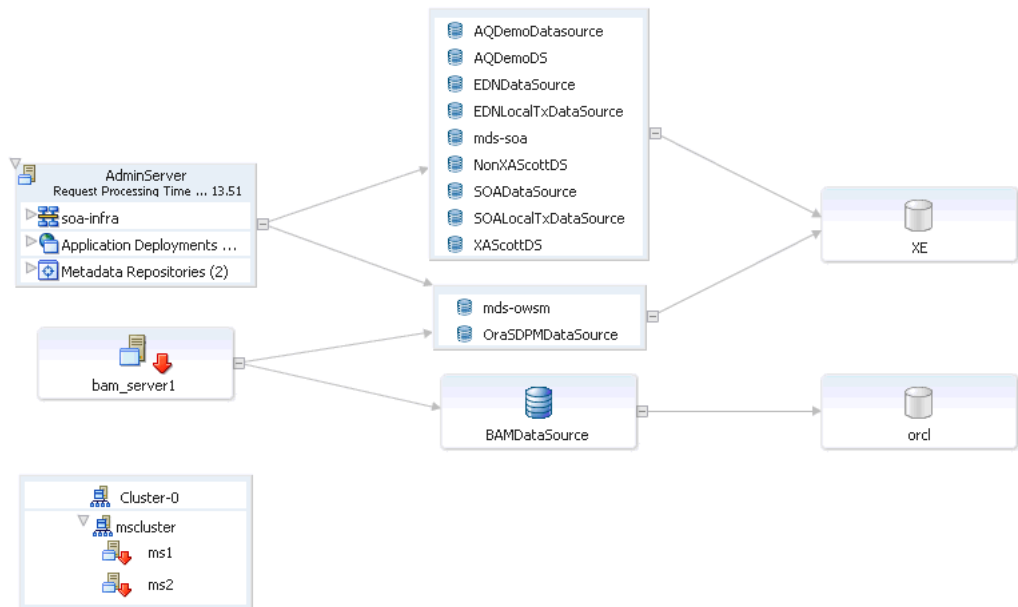 AdminServer
Request Processing Time ... 13.51
soa-infra
Application Deployments ...
Metadata Repositories (2)
bam_server1
Cluster-0
mscluster
ms1
ms2
AQDemoDatasource
AQDemoDS
EDNDataSource
EDNLocalTxDataSource
mds-soa
NonXAScottDS
SOADataSource
SOALocalTxDataSource
XAScottDS
mds-owsm
OraSDPMDataSource
BAMDataSource
XE
orcl